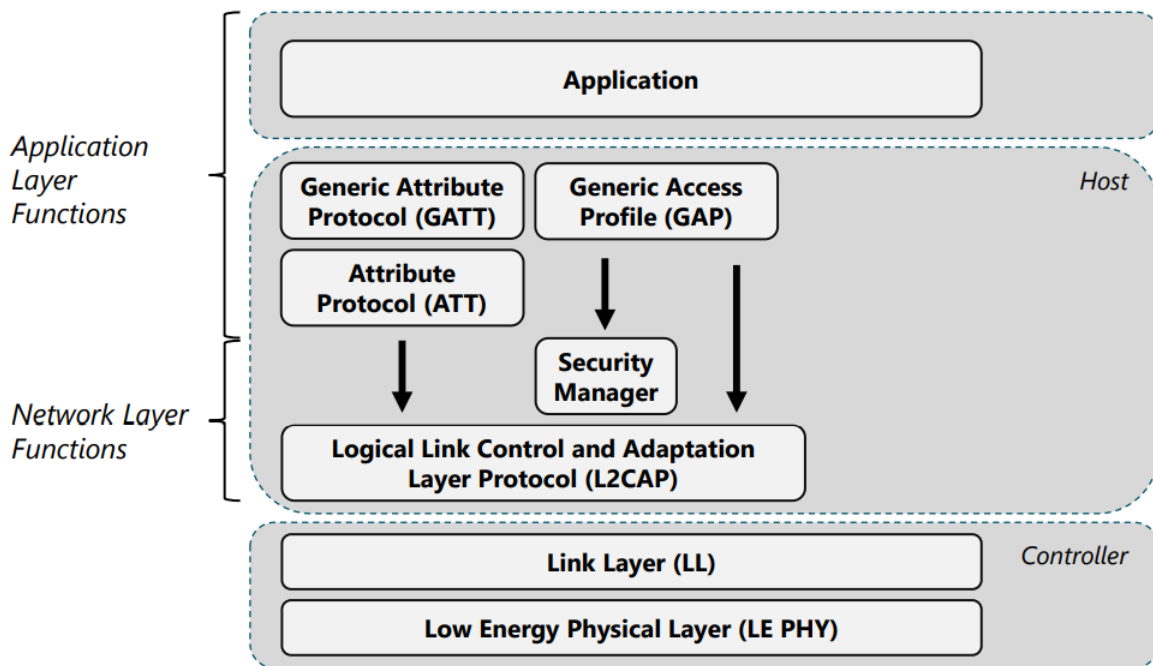 Application
Application
Layer
Functions
Host
Generic Attribute
Protocol (GATT)
Generic Access
Profile (GAP)
Attribute
Protocol (ATT)
Security
Manager
Network Layer
Functions
Logical Link Control and Adaptation
Layer Protocol (L2CAP)
Controller
Link Layer (LL)
Low Energy Physical Layer (LE PHY)